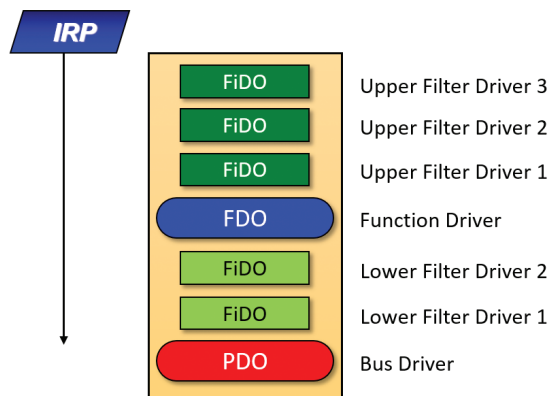 IRP
FiDO Upper Filter Driver 3
FiDO Upper Filter Driver 2
FiDO Upper Filter Driver 1
FDO Function Driver
FiDO Lower Filter Driver 2
FiDO Lower Filter Driver 1
PDO Bus Driver